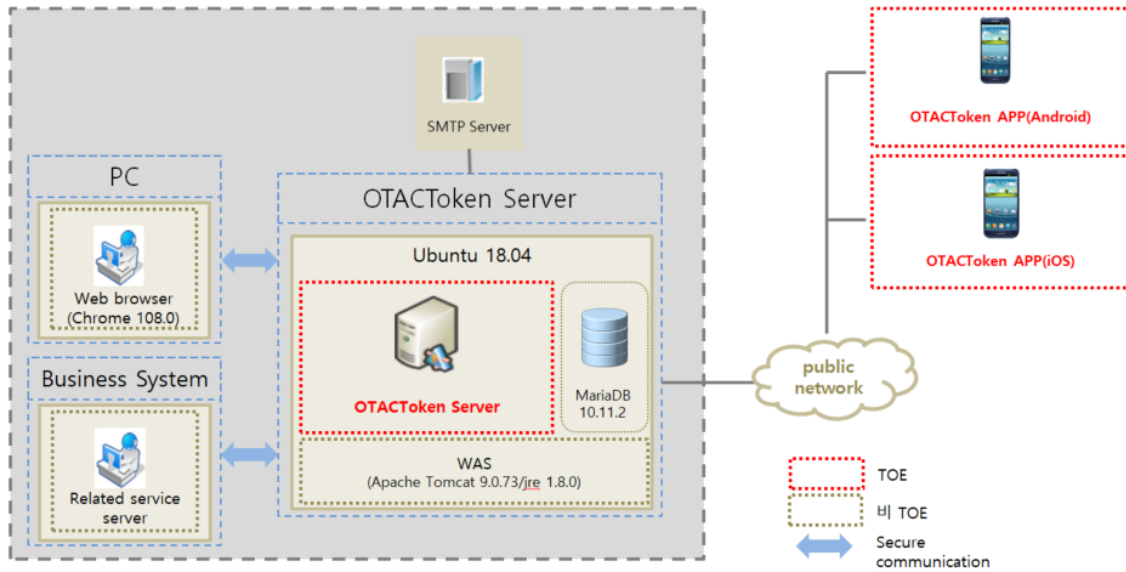 SMTP Server
PC
Web browser
(Chrome 108.0)
Business System
Related service
server
OTACToken Server
Ubuntu 18.04
OTACToken Server
MariaDB
10.11.2
WAS
(Apache Tomcat 9.0.73/jre 1.8.0)
OTACToken APP(Android)
OTACToken APP(iOS)
public
network
TOE
비 TOE
Secure
communication